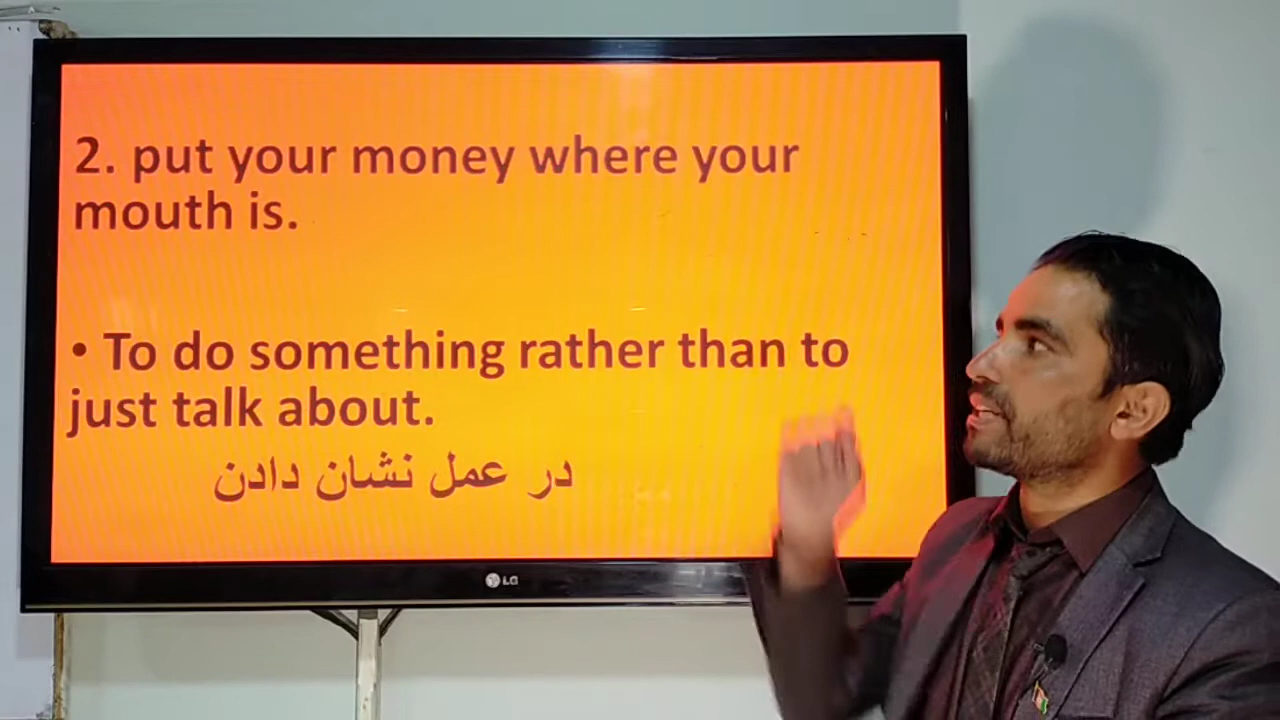 2. put your money where your
mouth is.
• To do something rather than to
just talk about.
در عمل نشان دادن
LG